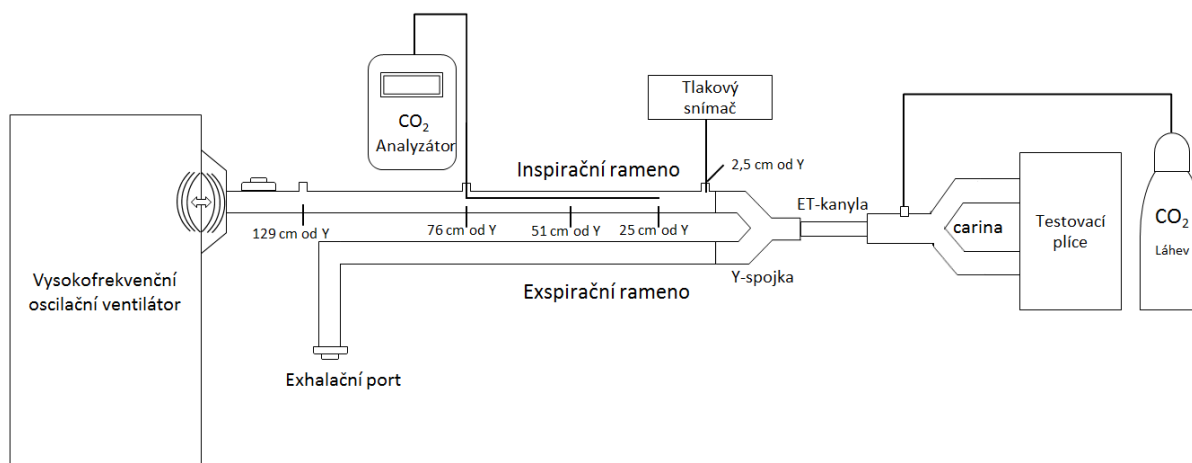 CO2
Analyzátor
Tlakový
snímač
Inspirační rameno
2,5 cm od Y
ET-kanyla
129 cm od Y
76 cm od Y
51 cm od Y
25 cm od Y
carina
Testovací
plíce
CO2
Láhev
Vysokofrekvenční
oscilační ventilátor
Exspirační rameno
Y-spojka
Exhalační port